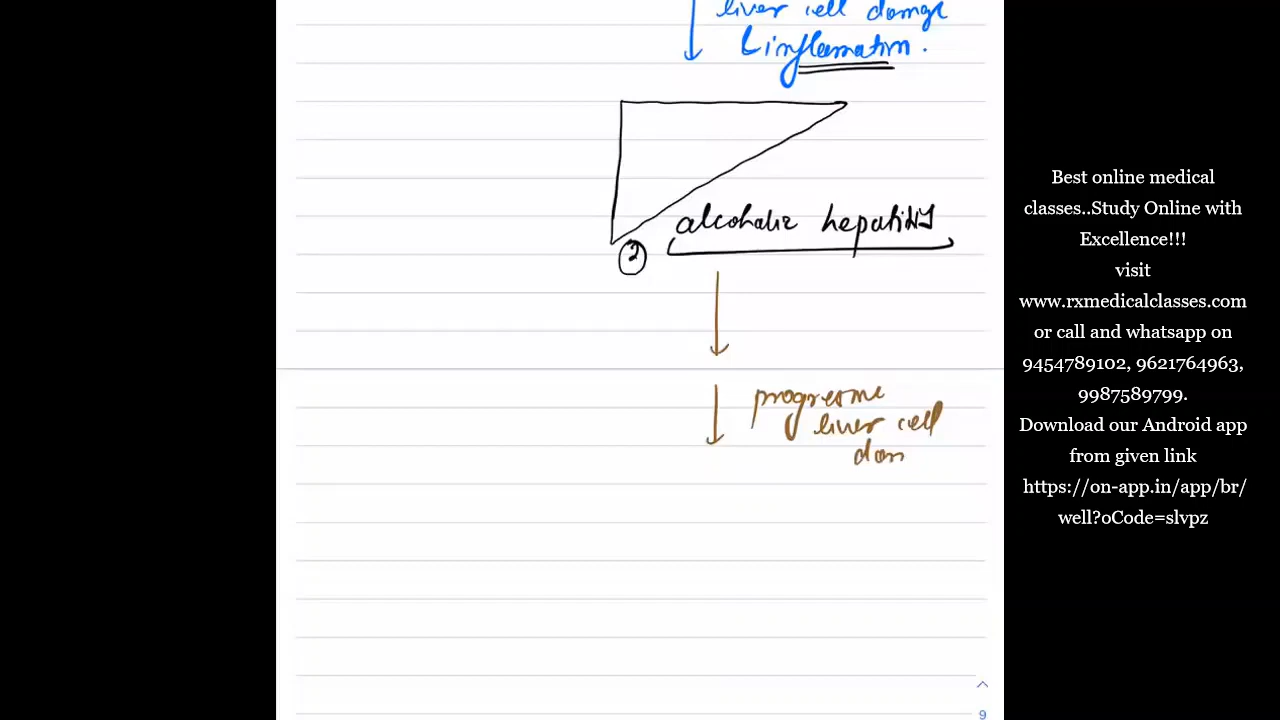 liver cell damage
& inflamation.
alcoholic hepatitis
2
progressive
liver cell
dam
9
Best online medical
classes..Study Online with
Excellence!!!
visit
www.rxmedicalclasses.com
or call and whatsapp on
9454789102, 9621764963,
9987589799.
Download our Android app
from given link
https://on-app.in/app/br/
well?oCode=slvpz